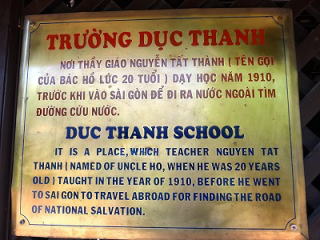 TRƯỜNG DỤC THANH
NƠI THẦY GIÁO NGUYỄN TẤT THÀNH ( TÊN GỌI
CỦA BÁC HỒ LÚC 20 TUỔI ) DẠY HỌC NĂM 1910,
TRƯỚC KHI VÀO SÀI GÒN ĐỂ ĐI RA NƯỚC NGOÀI TÌM
ĐƯỜNG CỨU NƯỚC.
DUC THANH SCHOOL
IT IS A PLACE, WHICH TEACHER NGUYEN TAT
THANH ( NAMED OF UNCLE HO, WHEN HE WAS 20 YEARS
OLD ) TAUGHT IN THE YEAR OF 1910, BEFORE HE WENT
TO SAI GON TO TRAVEL ABROAD FOR FINDING THE ROAD
OF NATIONAL SALVATION.